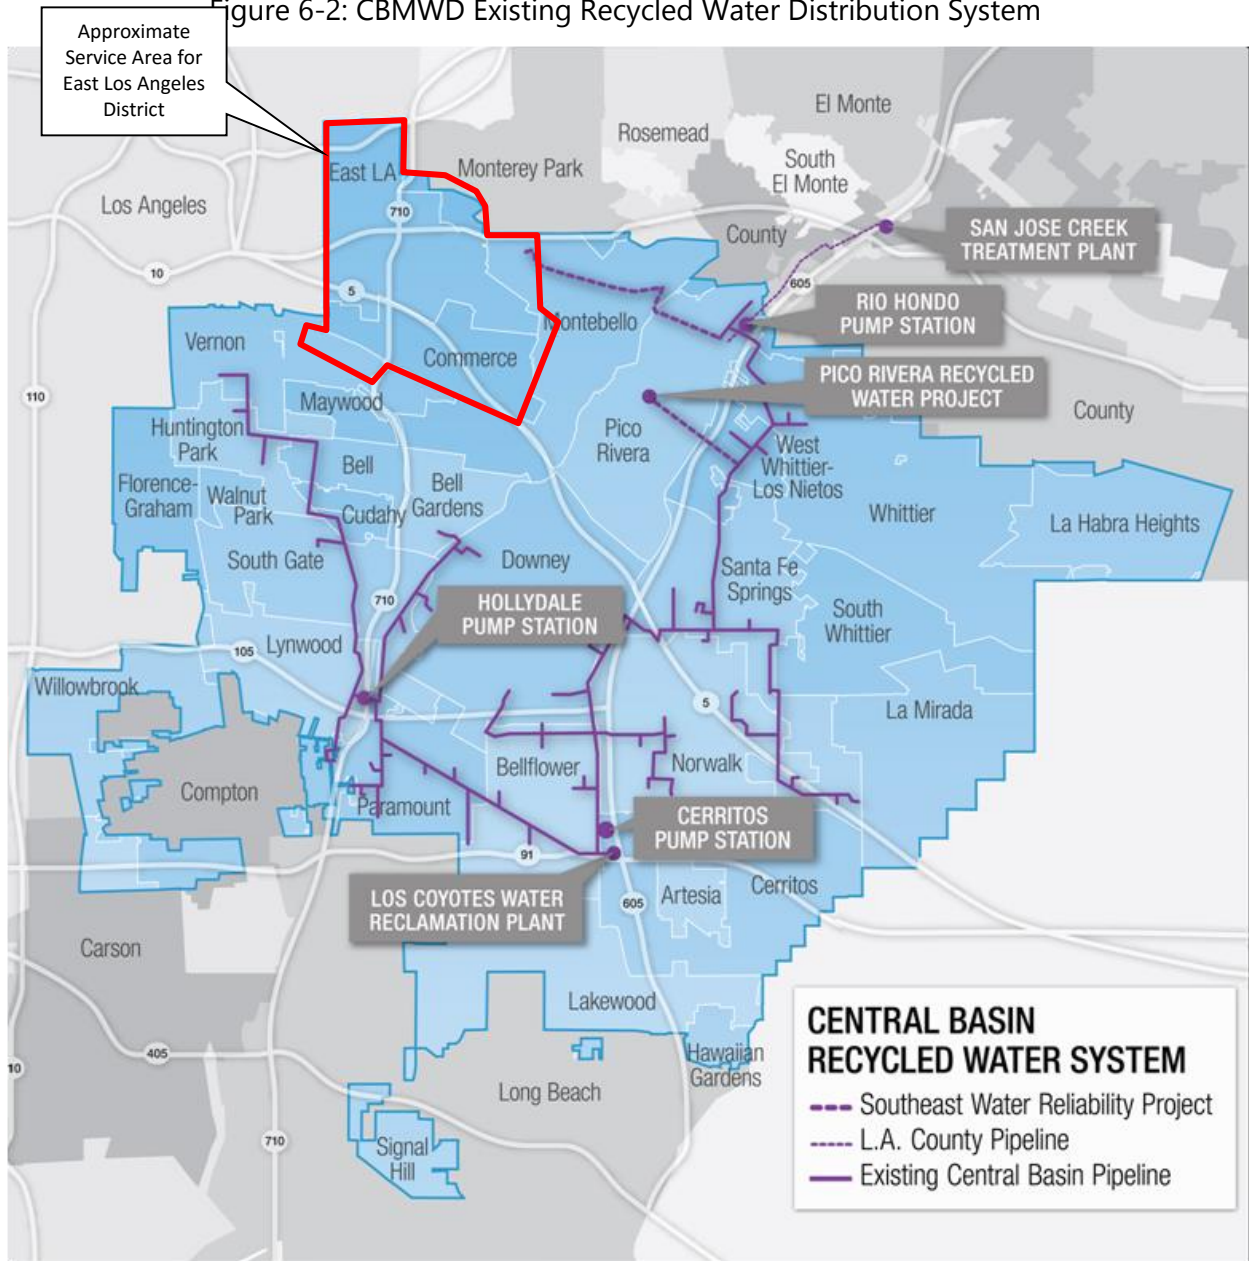 Figure 6-2: CBMWD Existing Recycled Water Distribution System
Approximate
Service Area for
East Los Angeles
District
El Monte
Rosemead
South
El Monte
Monterey Park
East LA
Los Angeles
710
County
SAN JOSE CREEK
TREATMENT PLANT
10
5
605
RIO HONDO
PUMP STATION
Montebello
Vernon
Commerce
PICO RIVERA RECYCLED
WATER PROJECT
110
Maywood
County
Huntington
Park
Pico
Rivera
West
Whittier-
Los Nietos
Bell
Florence-
Graham
Walnut
Park
Bell
Gardens
Cudahy
Whittier
La Habra Heights
South Gate
Downey
Santa Fe
Springs
710
HOLLYDALE
PUMP STATION
South
Whittier
105
Lynwood
Willowbrook
5
La Mirada
Bellflower
Norwalk
Compton
Paramount
CERRITOS
PUMP STATION
91
LOS COYOTES WATER
RECLAMATION PLANT
605
Artesia
Cerritos
Carson
Lakewood
CENTRAL BASIN
RECYCLED WATER SYSTEM
405
10
Hawaiian
Gardens
Long Beach
Southeast Water Reliability Project
L.A. County Pipeline
Existing Central Basin Pipeline
710
Signal
Hill